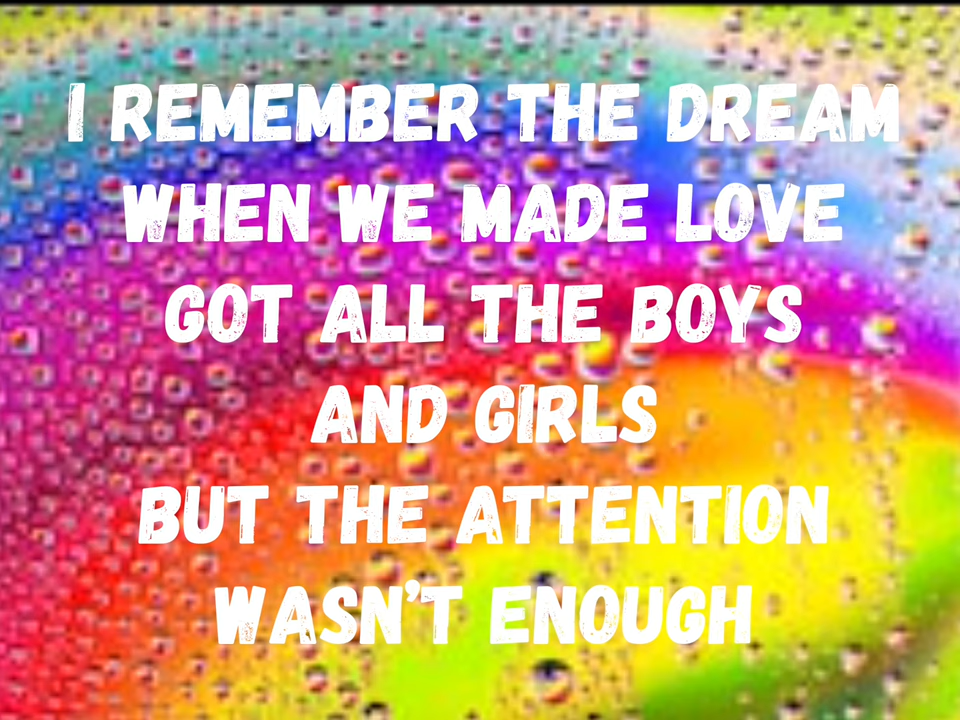 I REMEMBER THE DREAM
WHEN WE MADE LOVE
GOT ALL THE BOYS
AND GIRLS
BUT THE ATTENTION
WASN’T ENOUGH